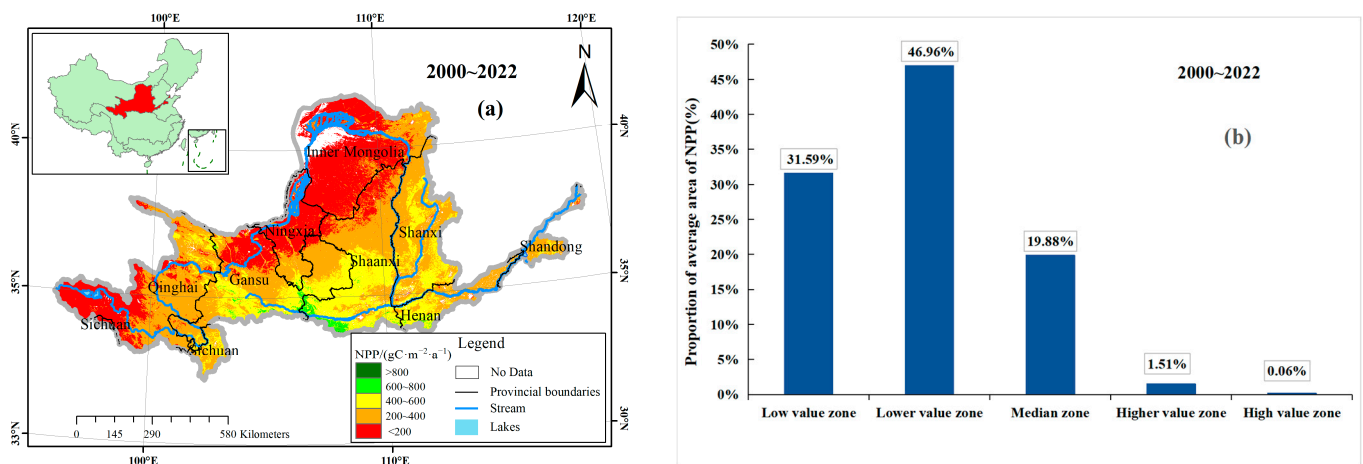 100°E
110°E
120°E
2000~2022
N
(a)
40°N
40°N
Inner Mongolia
Ningxia
Shanxi
Shandong
Shaanxi
Gansu
Qinghai
35°N
35°N
Sichuan
Henan
Sichuan
Legend
NPP/(gC·m⁻²·a⁻¹)
>800
600~800
400~600
200~400
<200
No Data
Provincial boundaries
Stream
Lakes
0 145 290 580 Kilometers
33°N
30°N
100°E
110°E
Proportion of average area of NPP(%)
50%
45%
40%
35%
30%
25%
20%
15%
10%
5%
0%
2000~2022
(b)
31.59%
46.96%
19.88%
1.51%
0.06%
Low value zone
Lower value zone
Median zone
Higher value zone
High value zone